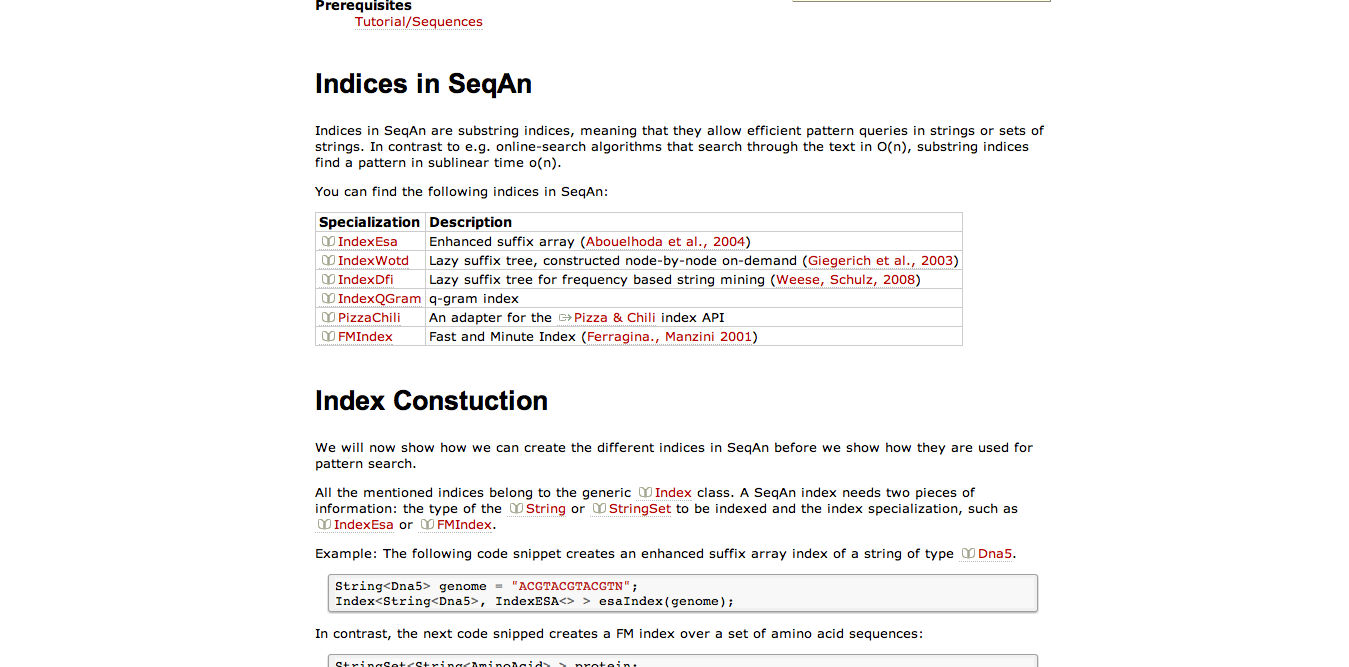 Prerequisites
Tutorial/Sequences
Indices in SeqAn
Indices in SeqAn are substring indices, meaning that they allow efficient pattern queries in strings or sets of
strings. In contrast to e.g. online-search algorithms that search through the text in O(n), substring indices
find a pattern in sublinear time o(n).
You can find the following indices in SeqAn:
Specialization Description
IndexEsa Enhanced suffix array (Abouelhoda et al., 2004)
IndexWotd Lazy suffix tree, constructed node-by-node on-demand (Giegerich et al., 2003)
IndexDfi Lazy suffix tree for frequency based string mining (Weese, Schulz, 2008)
IndexQGram q-gram index
PizzaChili An adapter for the Pizza & Chili index API
FMIndex Fast and Minute Index (Ferragina., Manzini 2001)
Index Constuction
We will now show how we can create the different indices in SeqAn before we show how they are used for
pattern search.
All the mentioned indices belong to the generic Index class. A SeqAn index needs two pieces of
information: the type of the String or StringSet to be indexed and the index specialization, such as
IndexEsa or FMIndex.
Example: The following code snippet creates an enhanced suffix array index of a string of type Dna5.
String<Dna5> genome = "ACGTACGTACGTN";
Index<String<Dna5>, IndexESA<> > esaIndex(genome);
In contrast, the next code snipped creates a FM index over a set of amino acid sequences:
StringSet<String<AminoAcid> > protein;